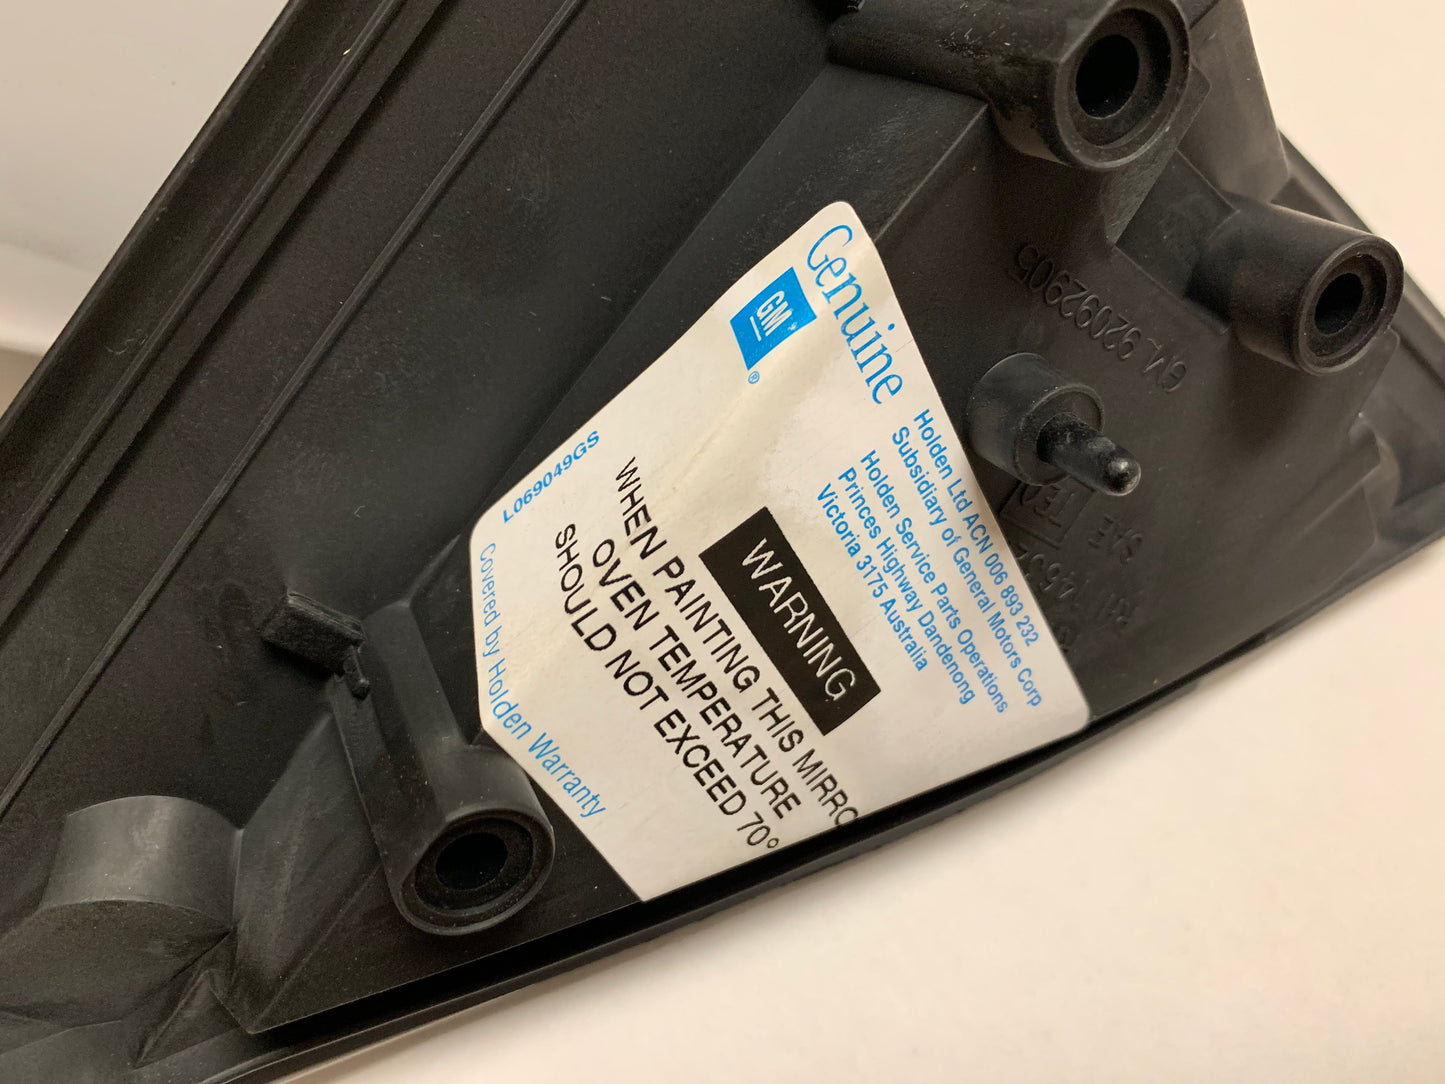 Genuine
GM
®
Holden Ltd ACN 006 893 232
Subsidiary of General Motors Corp
Holden Service Parts Operations
Princes Highway Dandenong
Victoria 3175 Australia
WARNING
WHEN PAINTING THIS MIRRO
OVEN TEMPERATURE
SHOULD NOT EXCEED 70°
L069049GS
Covered by Holden Warranty
GM. 92092905
SAE